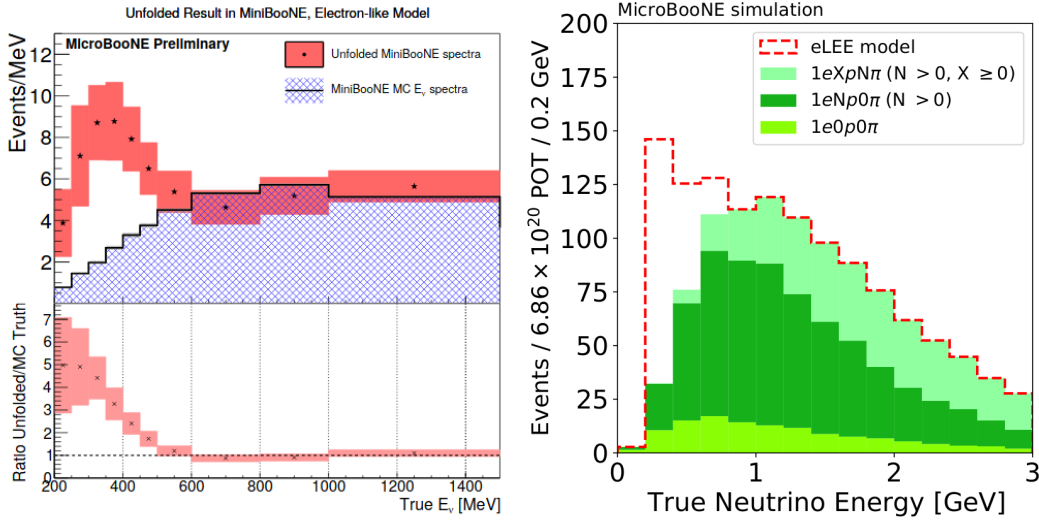 Unfolded Result in MiniBooNE, Electron-like Model
MicroBooNE Preliminary
Unfolded MiniBooNE spectra
MiniBooNE MC Eν spectra
Events/MeV
12
10
8
6
4
2
Ratio Unfolded/MC Truth
7
6
5
4
3
2
1
0
200 400 600 800 1000 1200 1400
True Eν [MeV]
MicroBooNE simulation
eLEE model
1eXpNπ (N > 0, X ≥ 0)
1eNp0π (N > 0)
1e0p0π
Events / 6.86 × 10²⁰ POT / 0.2 GeV
200
175
150
125
100
75
50
25
0
0 1 2 3
True Neutrino Energy [GeV]